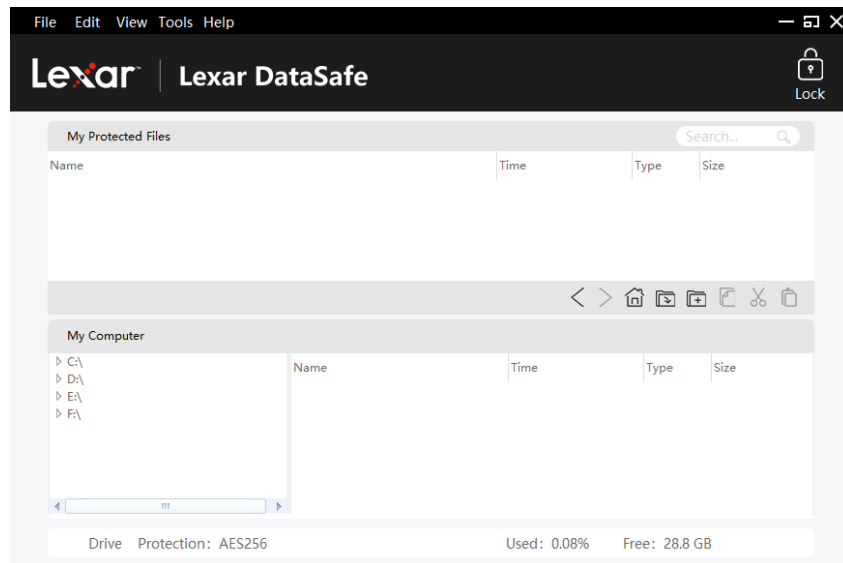 File Edit View Tools Help
Lexar™ Lexar DataSafe
Lock
My Protected Files Search...
Name Time Type Size
My Computer
C:\ Name Time Type Size
D:\
E:\
F:\
Drive Protection: AES256 Used: 0.08% Free: 28.8 GB